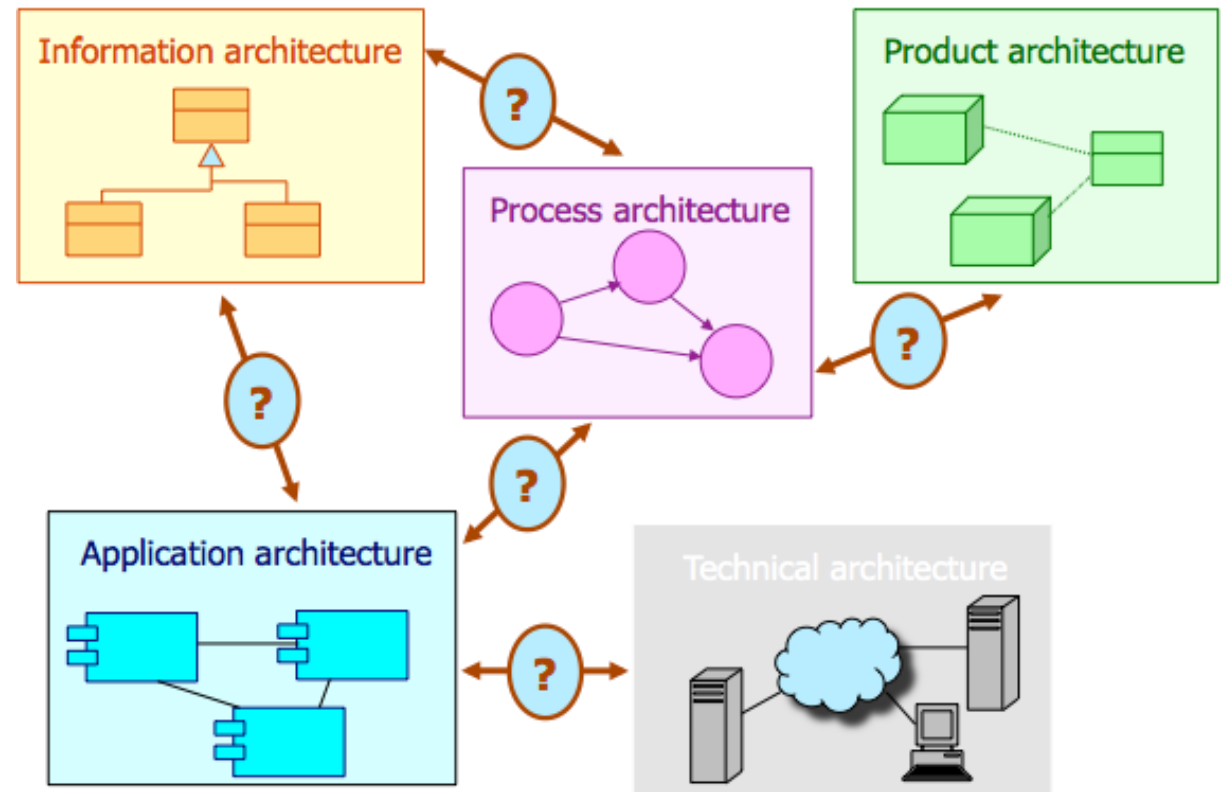 Information architecture
?
Product architecture
Process architecture
?
?
?
Application architecture
Technical architecture
?